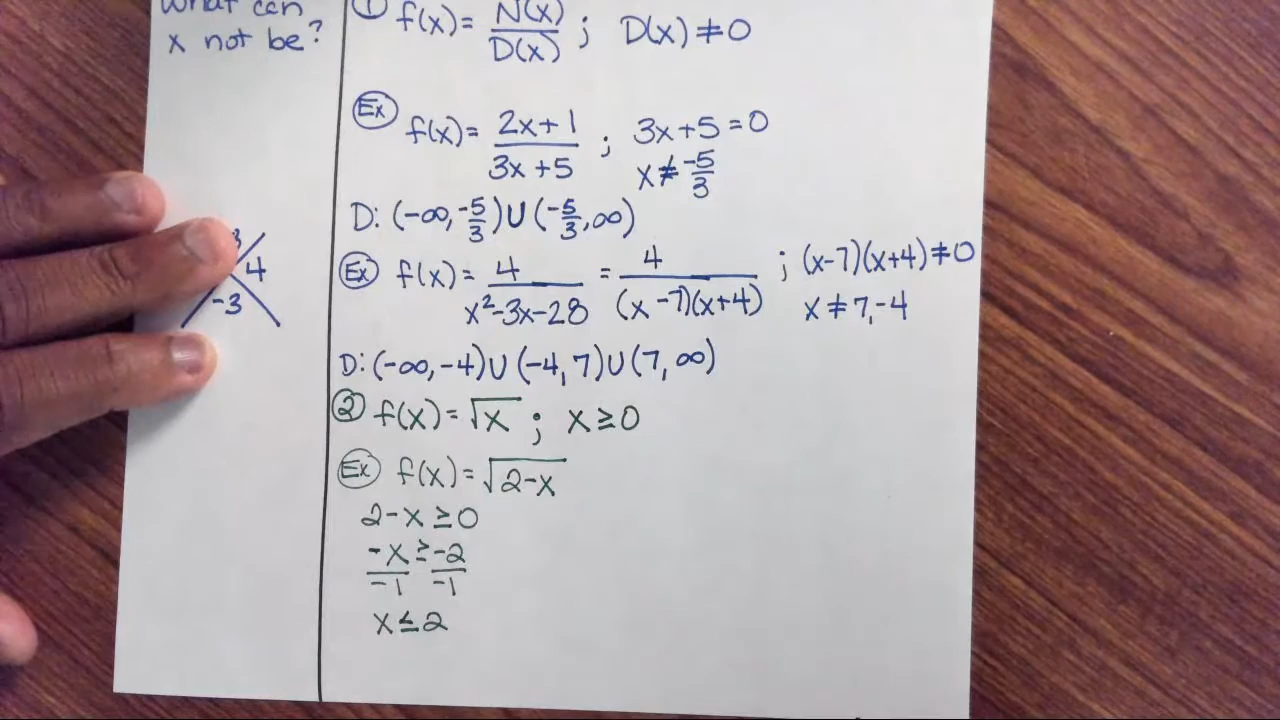 What can
x not be?
① f(x) = N(x)/D(x) ; D(x) ≠ 0
Ex f(x) = 2x+1/3x+5 ; 3x+5=0
x ≠ -5/3
D: (-∞, -5/3) U (-5/3, ∞)
Ex f(x) = 4/x²-3x-28 = 4/(x-7)(x+4) ; (x-7)(x+4) ≠ 0
x ≠ 7, -4
4
-3
D: (-∞, -4) U (-4, 7) U (7, ∞)
② f(x) = √x ; x ≥ 0
Ex f(x) = √2-x
2-x ≥ 0
-x/-1 ≥ -2/-1
x ≤ 2